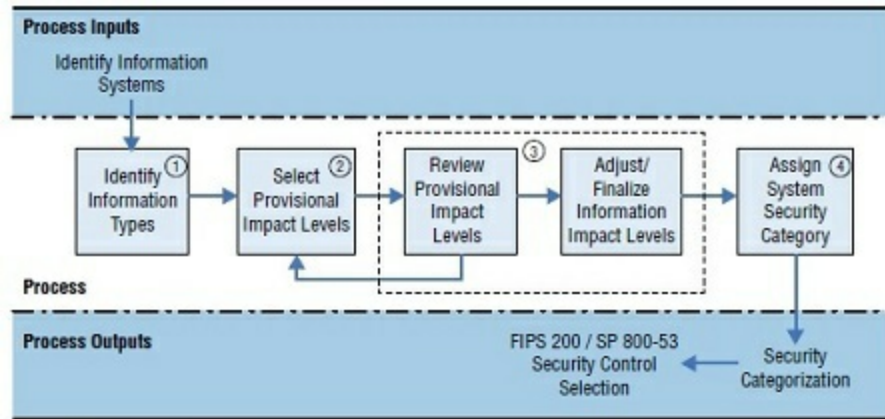 Process Inputs
Identify Information
Systems
Identify
Information
Types
1
Select
Provisional
Impact Levels
2
Review
Provisional
Impact
Levels
3
Adjust/
Finalize
Information
Impact Levels
Assign
System
Security
Category
4
Process
Process Outputs
FIPS 200 / SP 800-53
Security Control
Selection
Security
Categorization